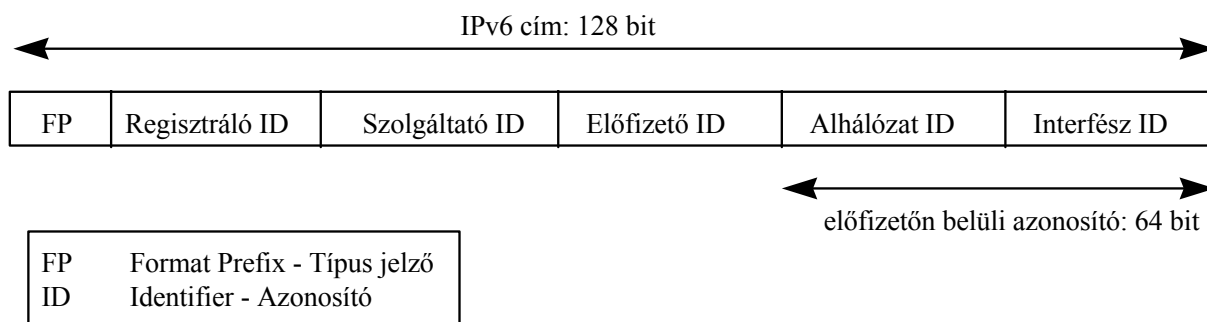 IPv6 cím: 128 bit
FP Regisztráló ID Szolgáltató ID Előfizető ID Alhálózat ID Interfész ID
előfizetőn belüli azonosító: 64 bit
FP Format Prefix - Típus jelző
ID Identifier - Azonosító